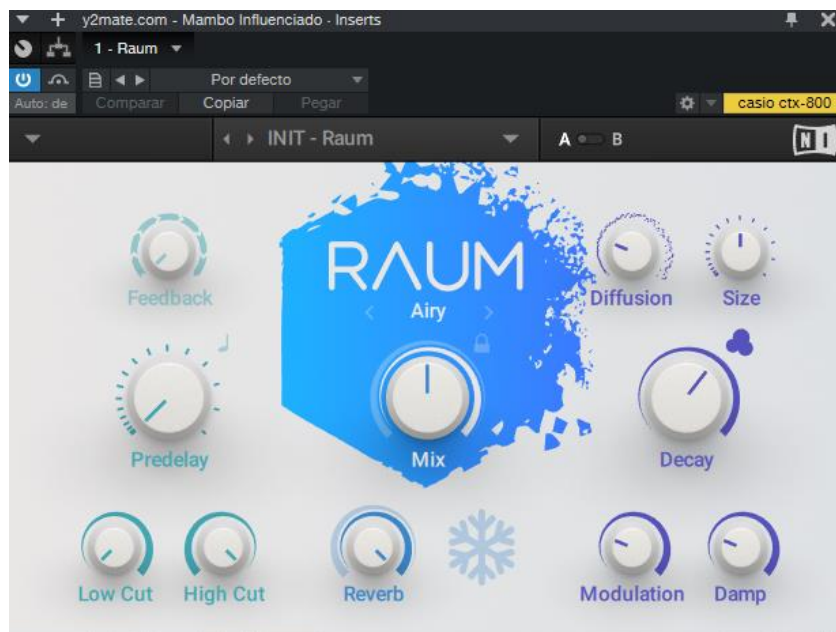 y2mate.com - Mambo Influenciado - Inserts
1 - Raum
Por defecto
Auto: de Comparar Copiar Pegar casio ctx-800
INIT - Raum A B N I
RAUM
Airy
Feedback Diffusion Size
Predelay Mix Decay
Low Cut High Cut Reverb Modulation Damp